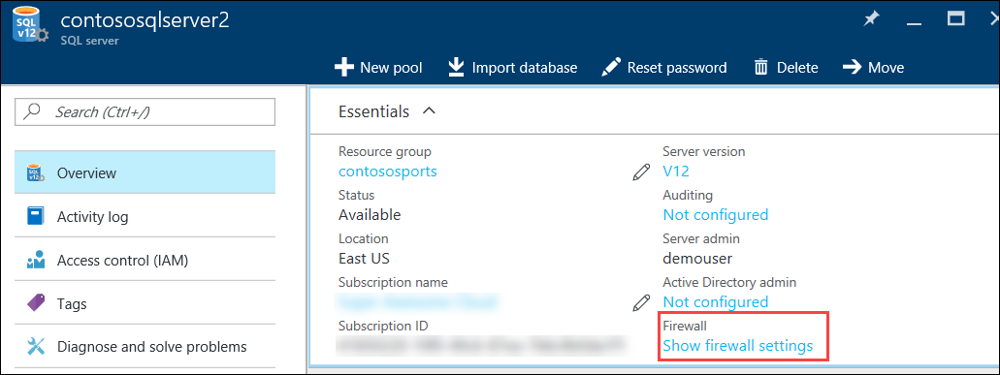 contososqlserver2
SQL server
SQL v12
New pool
Import database
Reset password
Delete
Move
Search (Ctrl+/)
Overview
Activity log
Access control (IAM)
Tags
Diagnose and solve problems
Essentials
Resource group
contososports
Status
Available
Location
East US
Subscription name
Subscription ID
Server version
V12
Auditing
Not configured
Server admin
demouser
Active Directory admin
Not configured
Firewall
Show firewall settings